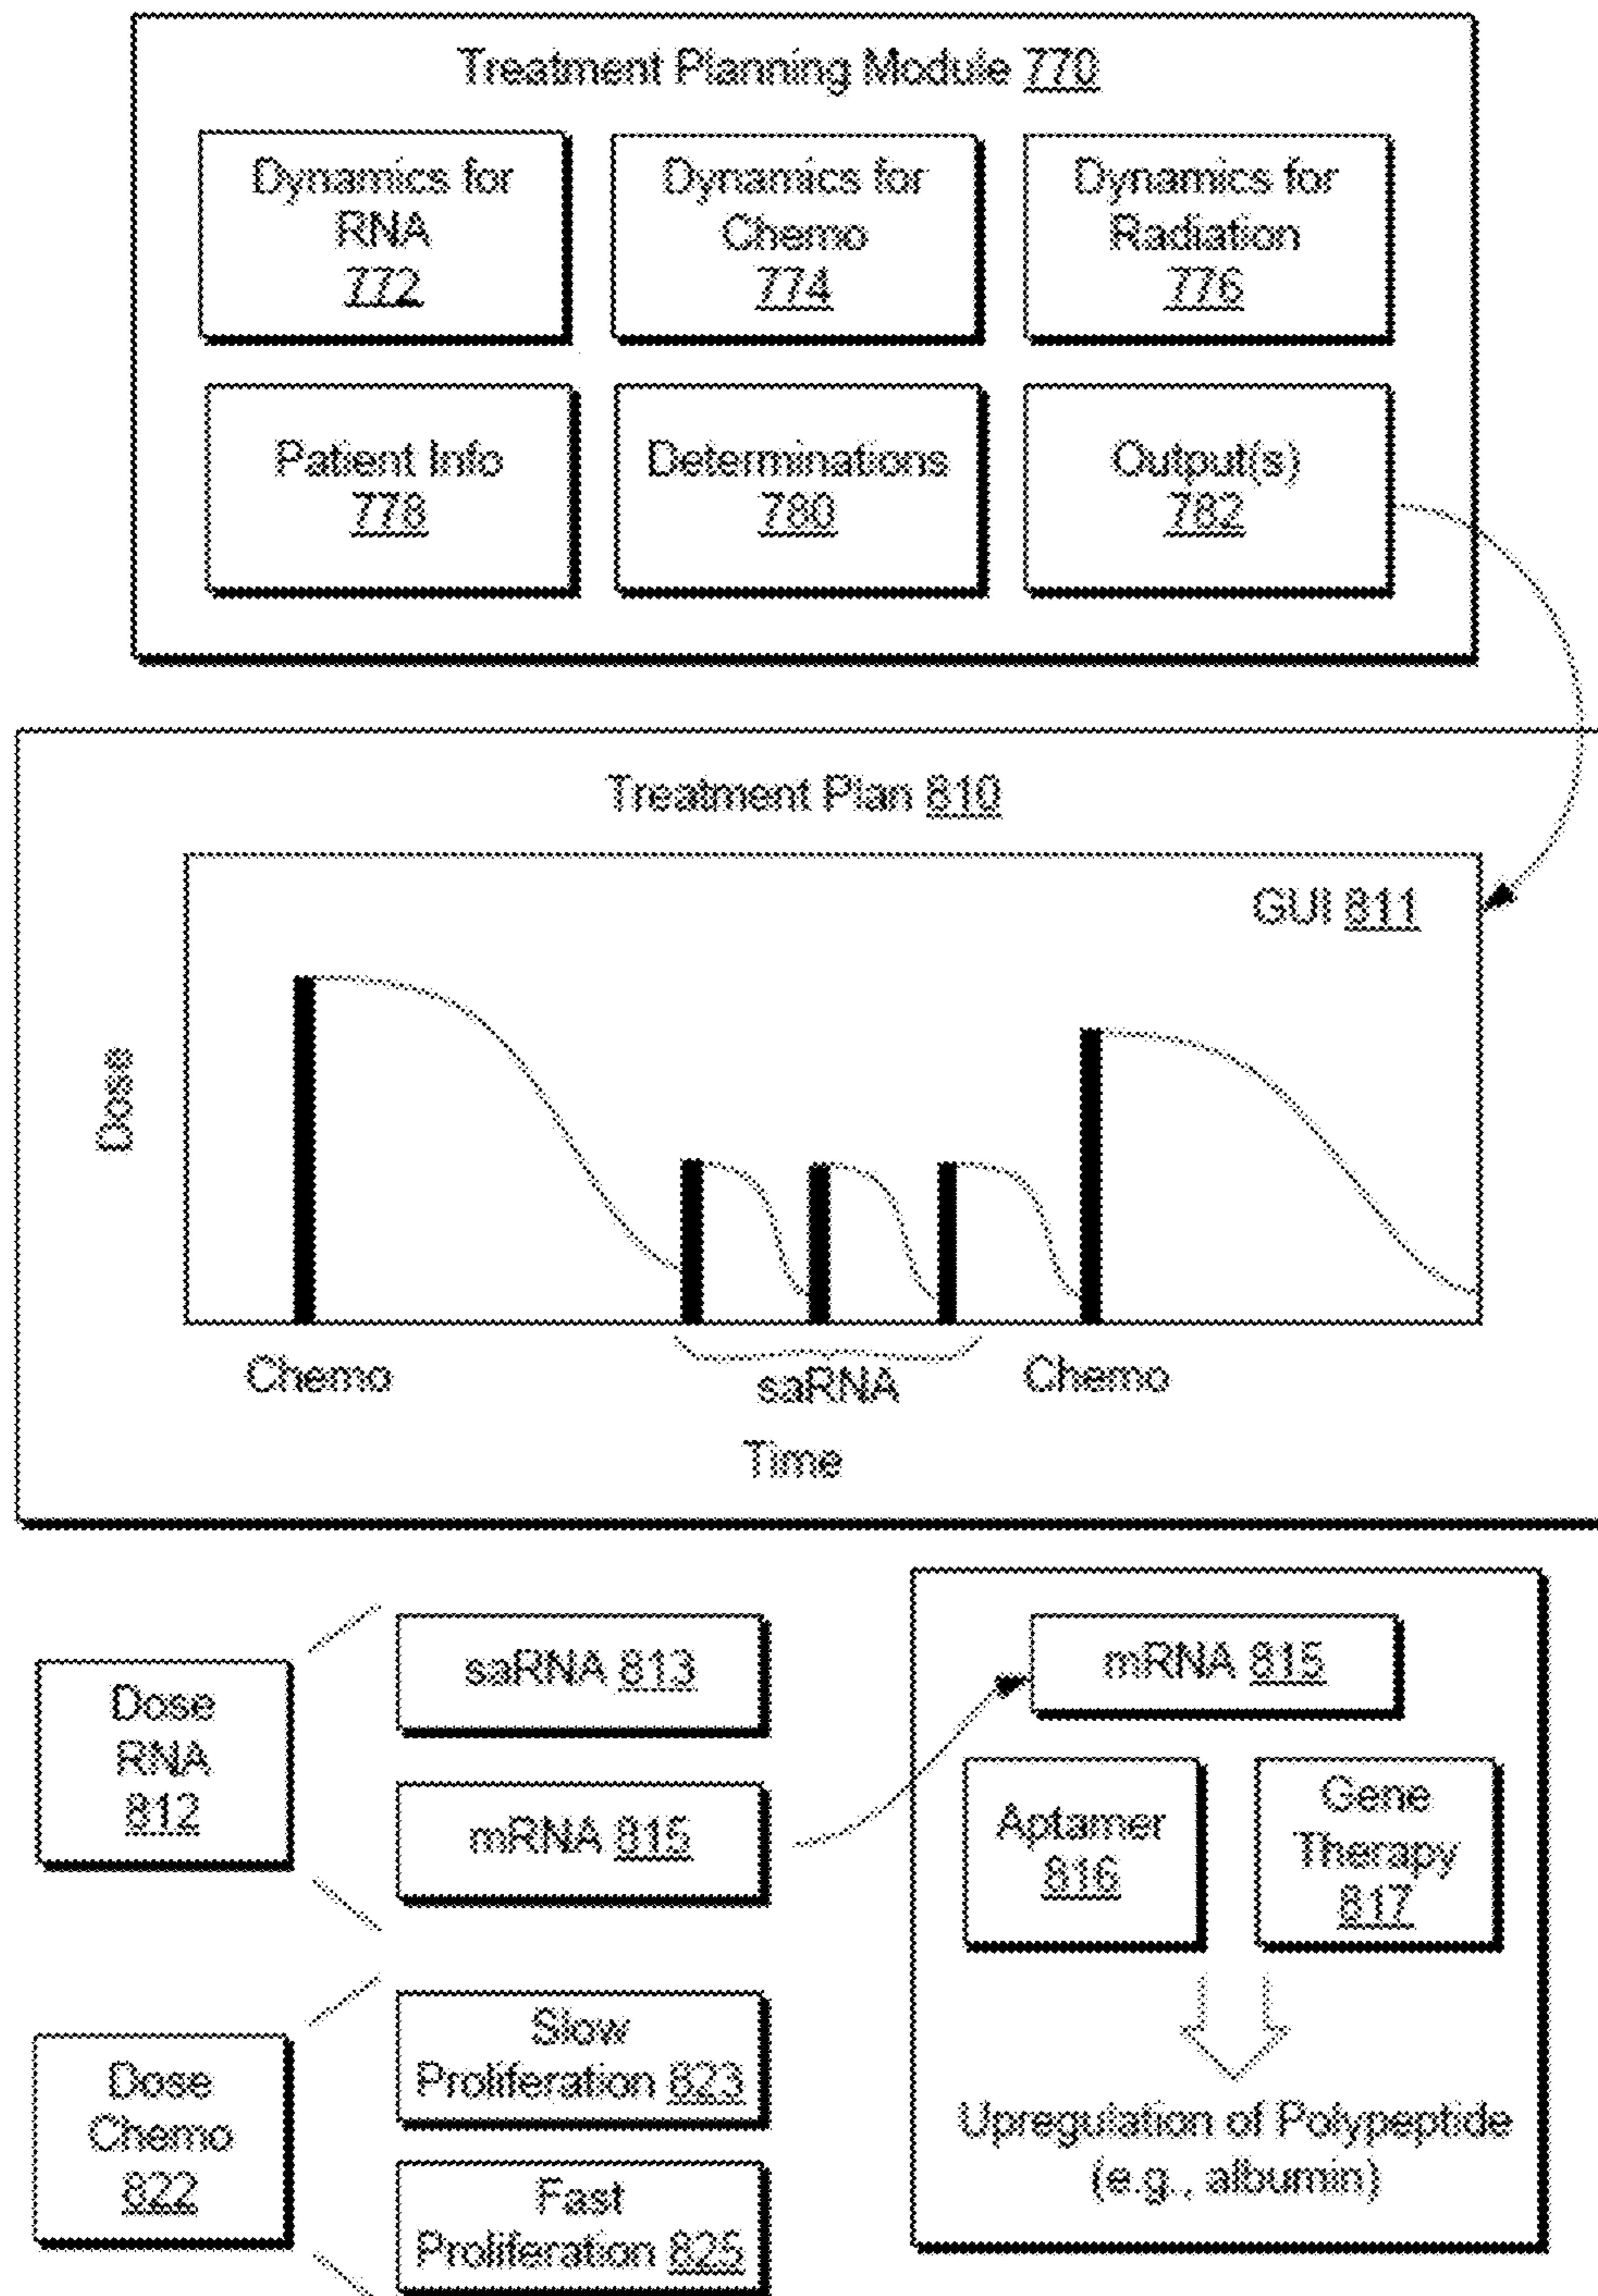 Treatment Planning Module 770
Dynamics for
RNA
772
Dynamics for
Chemo
774
Dynamics for
Radiation
776
Patient Info
778
Determinations
780
Output(s)
782
Treatment Plan 810
GUI 811
Dose
Chemo
saRNA
Chemo
Time
Dose
RNA
812
saRNA 813
mRNA 815
mRNA 815
Aptamer
816
Gene
Therapy
817
Upregulation of Polypeptide
(e.g., albumin)
Dose
Chemo
822
Slow
Proliferation 823
Fast
Proliferation 825